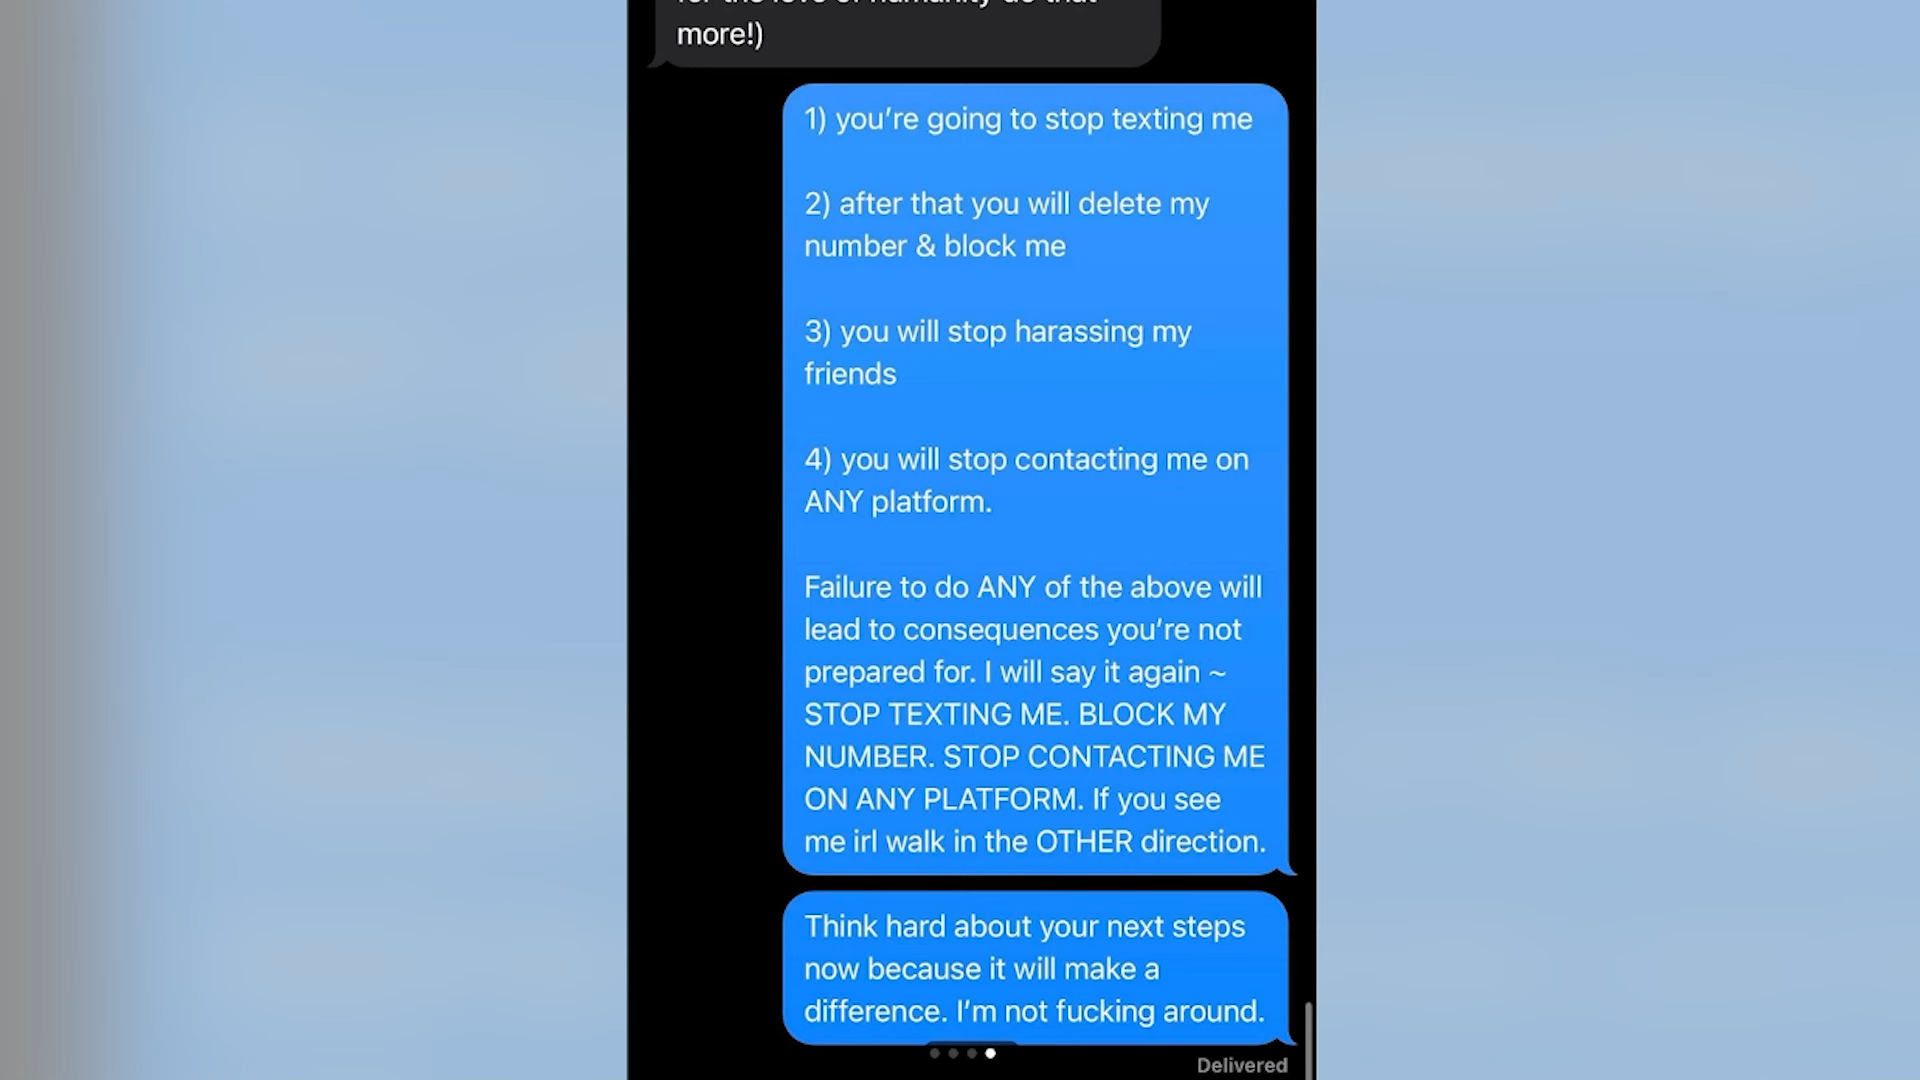 more!)
1) you're going to stop texting me
2) after that you will delete my
number & block me
3) you will stop harassing my
friends
4) you will stop contacting me on
ANY platform.
Failure to do ANY of the above will
lead to consequences you're not
prepared for. I will say it again ~
STOP TEXTING ME. BLOCK MY
NUMBER. STOP CONTACTING ME
ON ANY PLATFORM. If you see
me irl walk in the OTHER direction.
Think hard about your next steps
now because it will make a
difference. I'm not fucking around.
Delivered